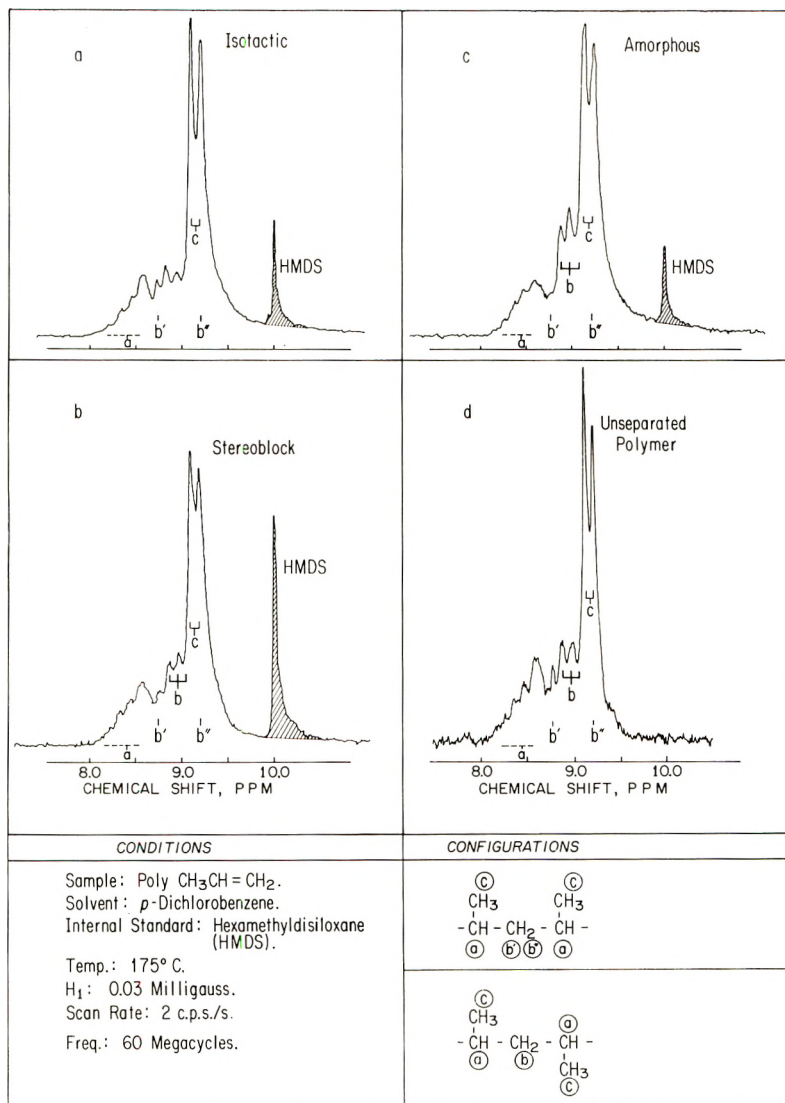 a
Isotactic
c
HMDS
b'
b"
a
c
Amorphous
b
c
HMDS
b'
b"
a
b
Stereoblock
HMDS
c
b
b'
b"
a
8.0 9.0 10.0
CHEMICAL SHIFT, PPM
d
Unseparated
Polymer
c
b
b'
b"
a
8.0 9.0 10.0
CHEMICAL SHIFT, PPM
CONDITIONS
Sample: Poly CH₃CH=CH₂.
Solvent: p-Dichlorobenzene.
Internal Standard: Hexamethyldisiloxane
(HMDS).
Temp.: 175° C.
H₁: 0.03 Milligauss.
Scan Rate: 2 c.p.s./s.
Freq.: 60 Megacycles.
CONFIGURATIONS
c c
CH₃ CH₃
-CH-CH₂-CH-
a b' b" a
c
CH₃ a
-CH-CH₂-CH-
a b CH₃
c